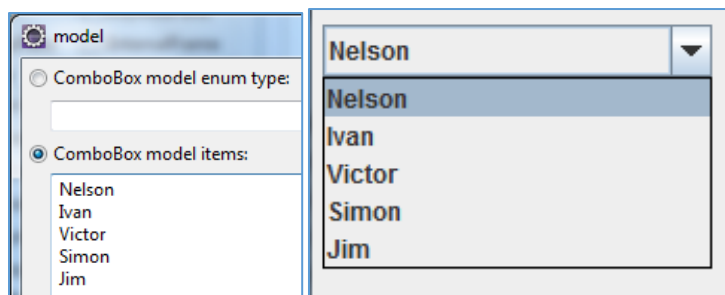 model
ComboBox model enum type:
ComboBox model items:
Nelson
Ivan
Victor
Simon
Jim
Nelson
Nelson
Ivan
Victor
Simon
Jim